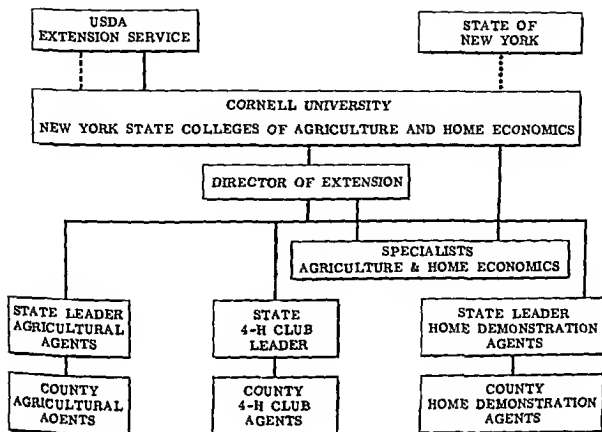 USDA
EXTENSION SERVICE
STATE OF
NEW YORK
CORNELL UNIVERSITY
NEW YORK STATE COLLEGES OF AGRICULTURE AND HOME ECONOMICS
DIRECTOR OF EXTENSION
SPECIALISTS
AGRICULTURE & HOME ECONOMICS
STATE LEADER
AGRICULTURAL
AGENTS
STATE
4-H CLUB
LEADER
STATE LEADER
HOME DEMONSTRATION
AGENTS
COUNTY
AGRICULTURAL
AGENTS
COUNTY
4-H CLUB
AGENTS
COUNTY
HOME DEMONSTRATION
AGENTS